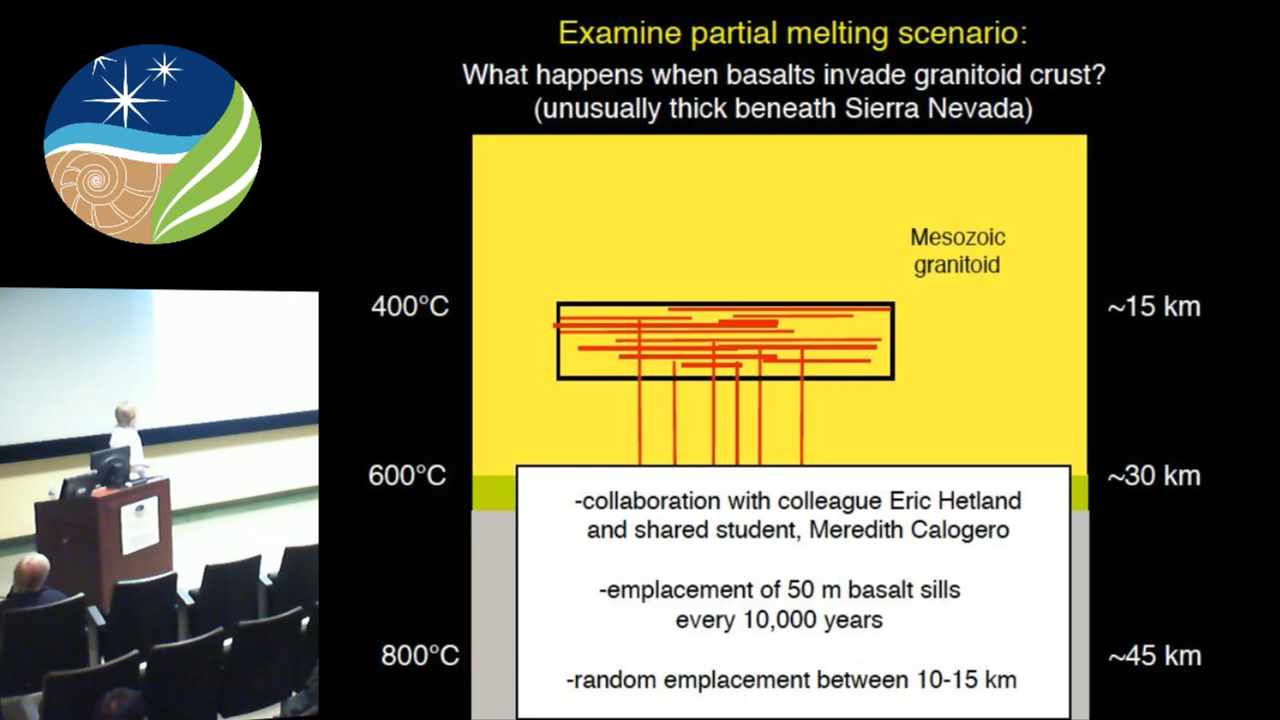 Examine partial melting scenario:
What happens when basalts invade granitoid crust?
(unusually thick beneath Sierra Nevada)
Mesozoic
granitoid
400°C
~15 km
600°C
~30 km
-collaboration with colleague Eric Hetland
and shared student, Meredith Calogero
-emplacement of 50 m basalt sills
every 10,000 years
800°C
~45 km
-random emplacement between 10-15 km